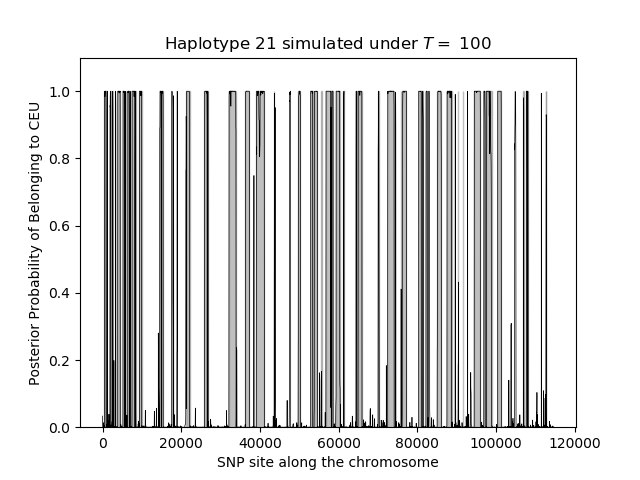 Haplotype 21 simulated under T = 100
Posterior Probability of Belonging to CEU
1.0
0.8
0.6
0.4
0.2
0.0
0 20000 40000 60000 80000 100000 120000
SNP site along the chromosome